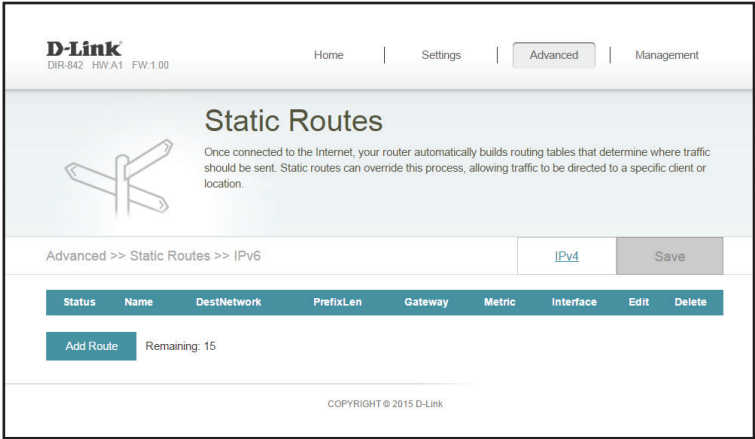 D-Link
DIR-842 HW:A1 FW:1.00
Home
Settings
Advanced
Management
Static Routes
Once connected to the Internet, your router automatically builds routing tables that determine where traffic
should be sent. Static routes can override this process, allowing traffic to be directed to a specific client or
location.
Advanced >> Static Routes >> IPv6
IPv4
Save
Status Name DestNetwork PrefixLen Gateway Metric Interface Edit Delete
Add Route
Remaining: 15
COPYRIGHT © 2015 D-Link